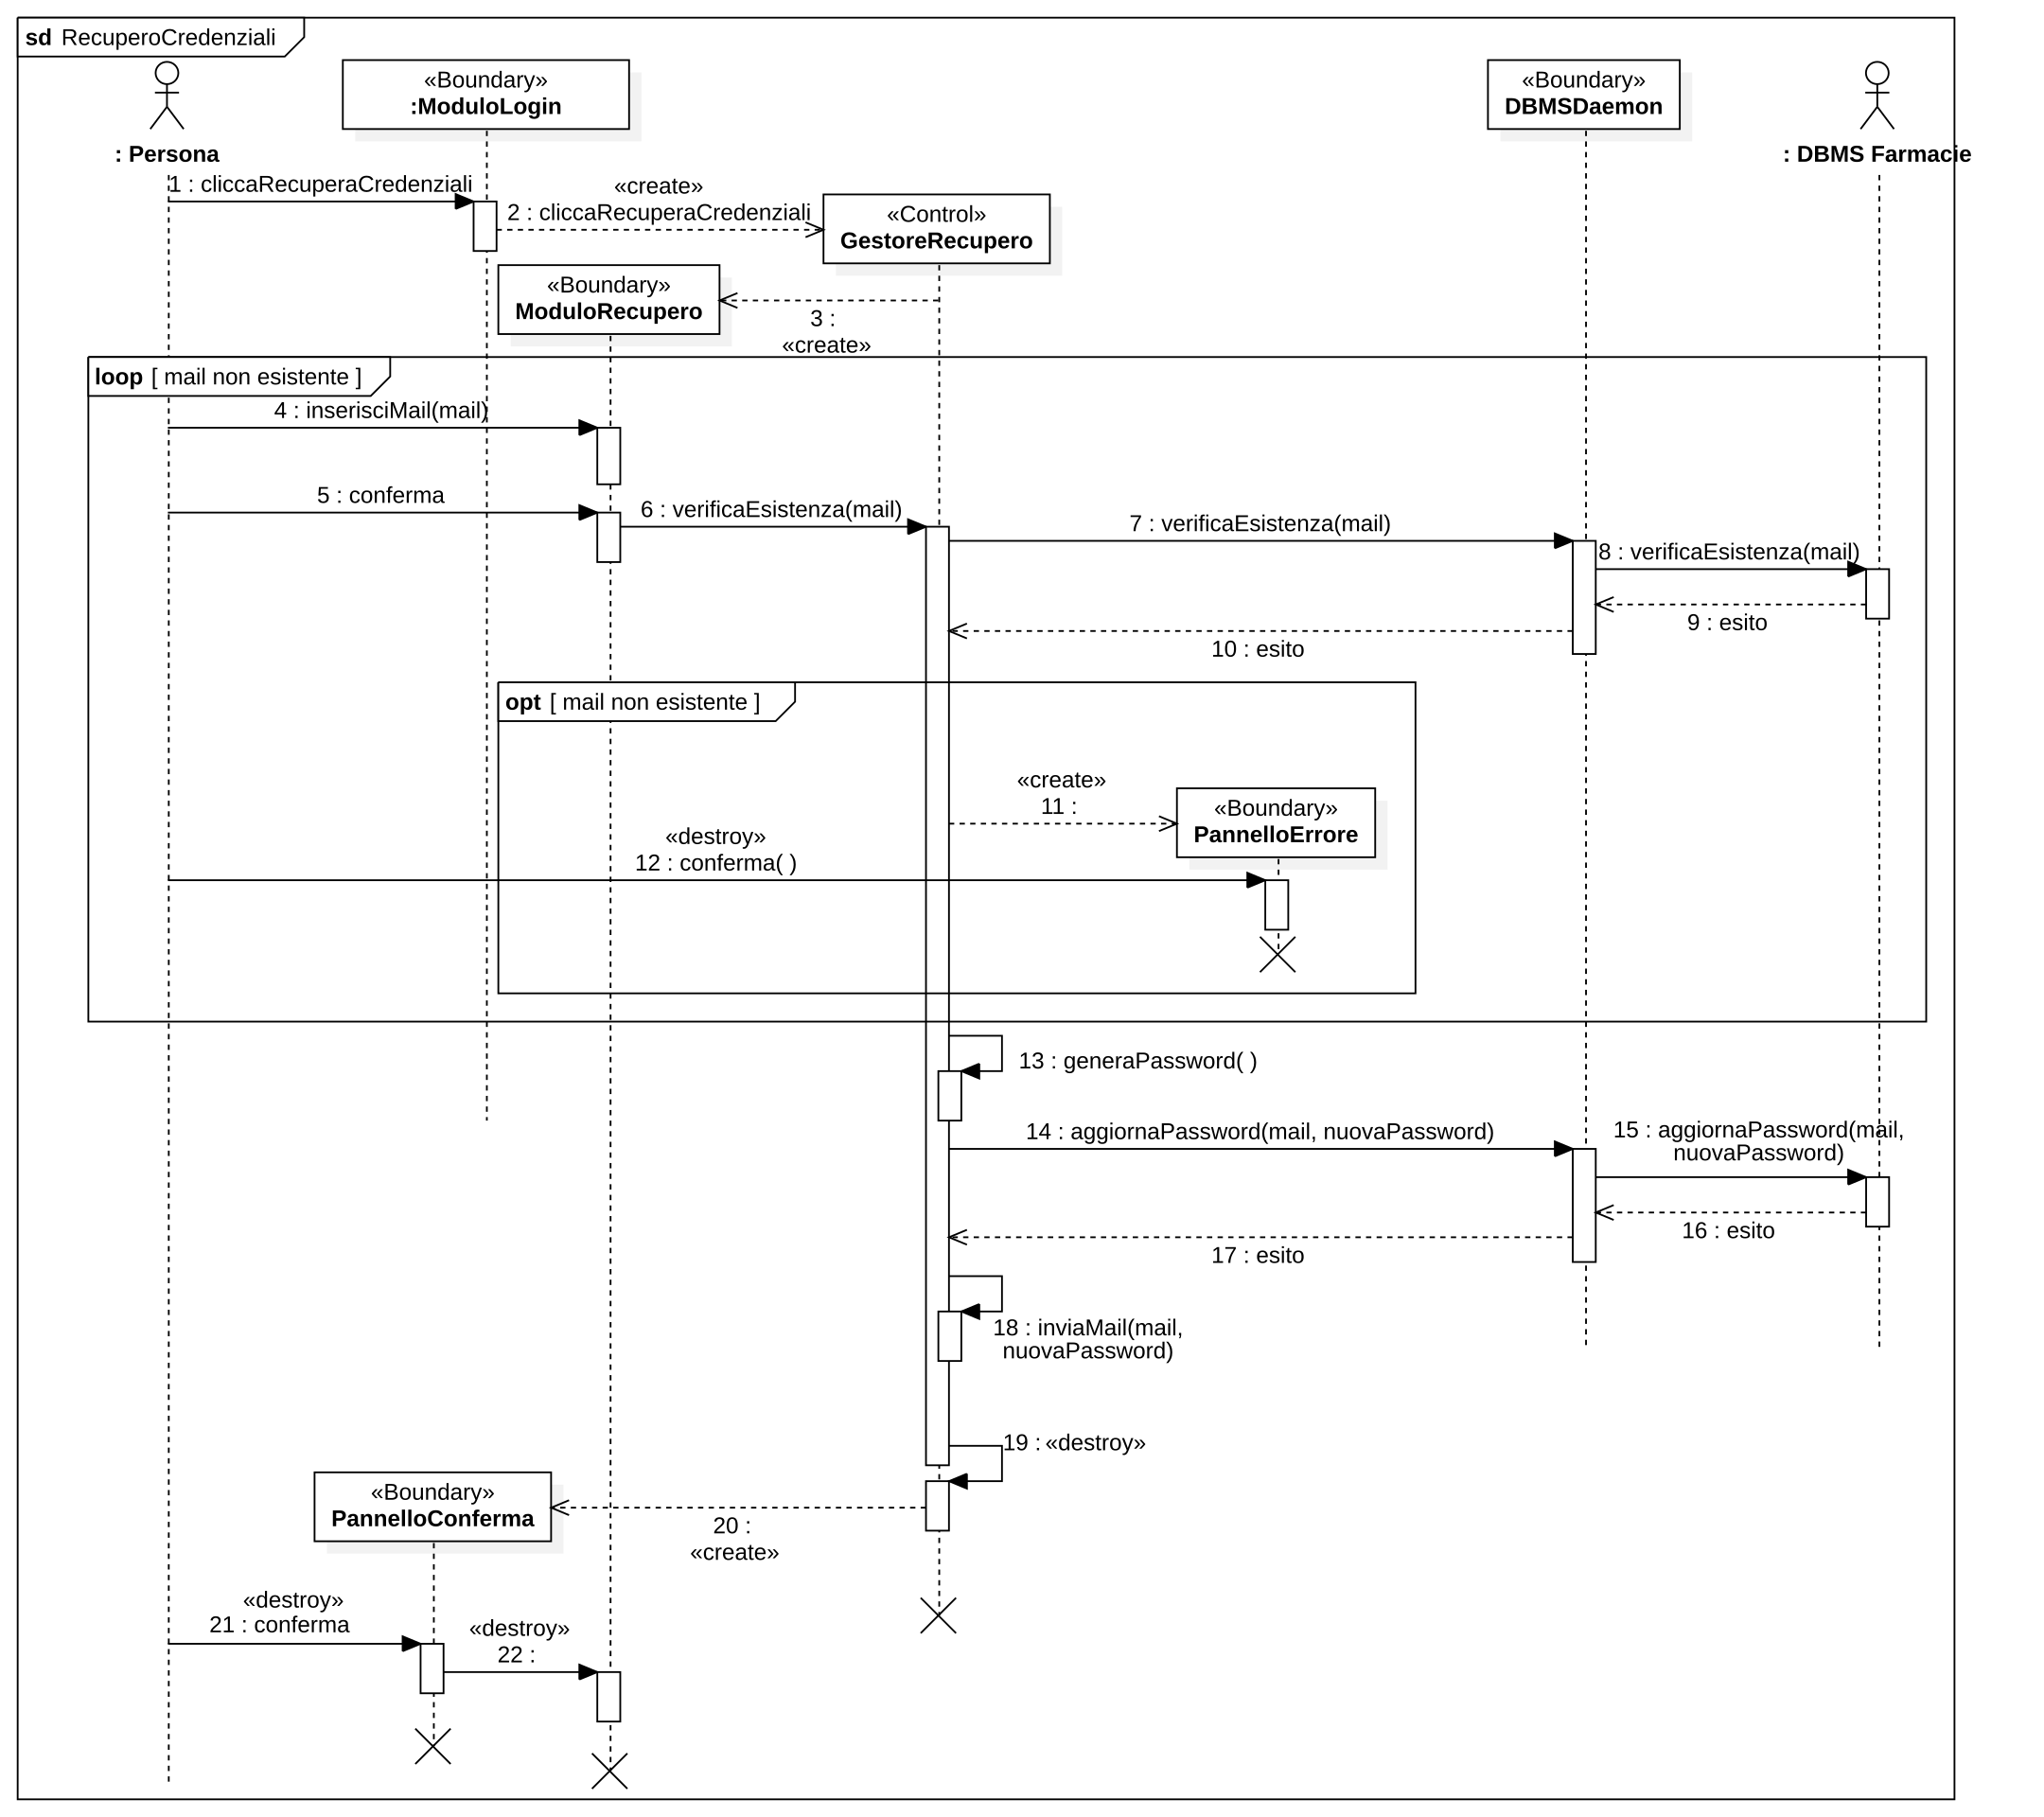 sd RecuperoCredenziali
«Boundary»
:ModuloLogin
«Boundary»
DBMSDaemon
: Persona
: DBMS Farmacie
1 : cliccaRecuperaCredenziali
«create»
2 : cliccaRecuperaCredenziali
«Control»
GestoreRecupero
«Boundary»
ModuloRecupero
3 :
«create»
loop [ mail non esistente ]
4 : inserisciMail(mail)
5 : conferma
6 : verificaEsistenza(mail)
7 : verificaEsistenza(mail)
8 : verificaEsistenza(mail)
9 : esito
10 : esito
opt [ mail non esistente ]
«create»
11 :
«Boundary»
PannelloErrore
«destroy»
12 : conferma( )
13 : generaPassword( )
14 : aggiornaPassword(mail, nuovaPassword)
15 : aggiornaPassword(mail,
nuovaPassword)
16 : esito
17 : esito
18 : inviaMail(mail,
nuovaPassword)
19 : «destroy»
«Boundary»
PannelloConferma
20 :
«create»
«destroy»
21 : conferma
«destroy»
22 :